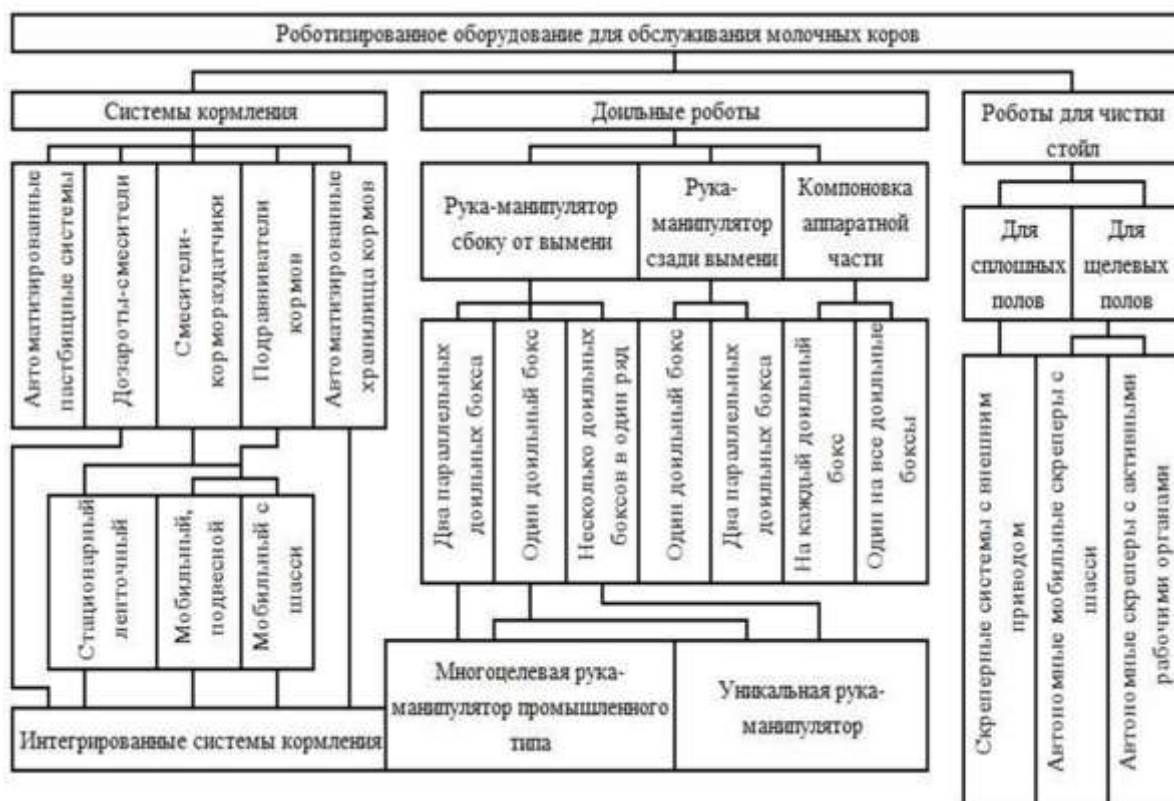 Роботизированное оборудование для обслуживания молочных коров
Системы кормления
Доильные роботы
Роботы для чистки
стойл
Автоматизированные
пастбищные системы
Дозароты-смесители
Смесители-
кормораздатчики
Подравниватели
кормов
Автоматизированные
хранилища кормов
Рука-манипулятор
сбоку от вымени
Рука-
манипулятор
сзади вымени
Компоновка
аппаратной
части
Для
сплошных
полов
Для
щелевых
полов
Стационарный
ленточный
Мобильный,
подвесной
Мобильный с
шасси
Два параллельных
доильных бокса
Один доильный бокс
Несколько доильных
боксов в один ряд
Один доильный бокс
Два параллельных
доильных бокса
На каждый доильный
бокс
Один на все доильные
боксы
Скреперные системы с внешним
приводом
Автономные мобильные скреперы с
шасси
Автономные скреперы с активными
рабочими органами
Интегрированные системы кормления
Многоцелевая рука-
манипулятор промышленного
типа
Уникальная рука-
манипулятор